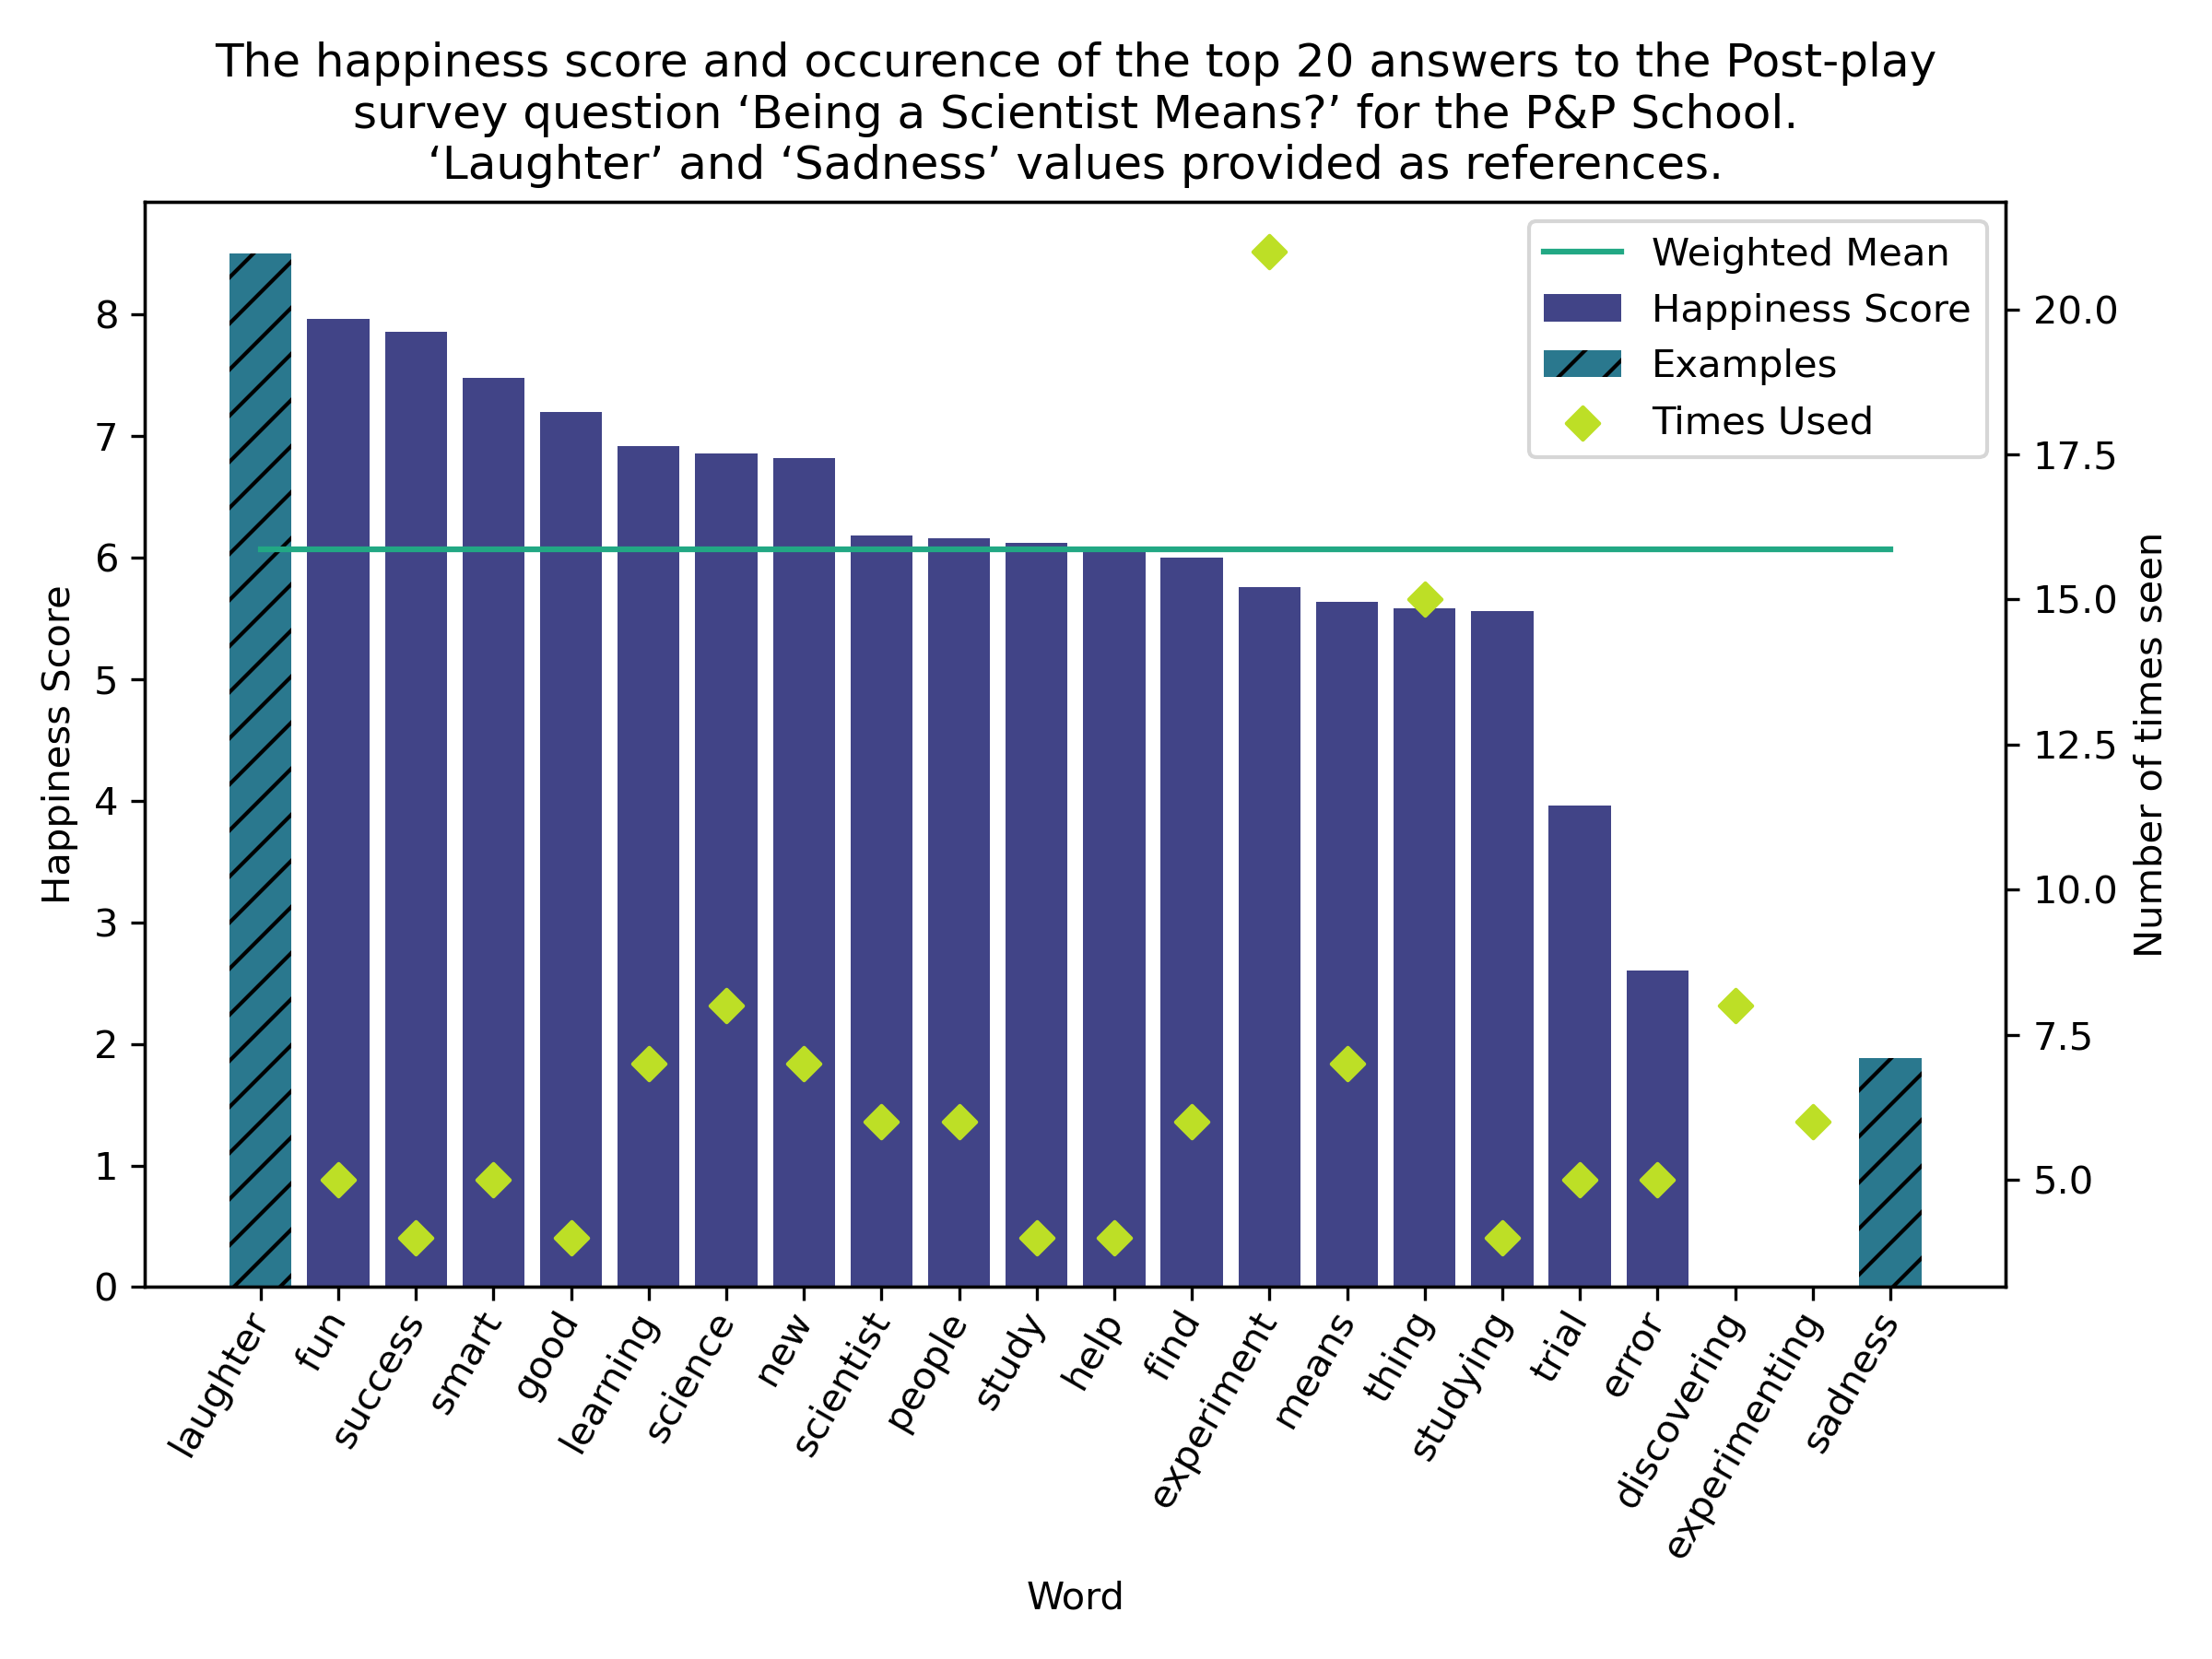 The happiness score and occurence of the top 20 answers to the Post-play
survey question ‘Being a Scientist Means?’ for the P&P School.
‘Laughter’ and ‘Sadness’ values provided as references.
Weighted Mean
Happiness Score
Examples
Times Used
Happiness Score
8
7
6
5
4
3
2
1
0
20.0
17.5
15.0
12.5
10.0
7.5
5.0
Number of times seen
laughter
fun
success
smart
good
learning
science
new
scientist
people
study
help
find
experiment
means
thing
studying
trial
error
discovering
experimenting
sadness
Word